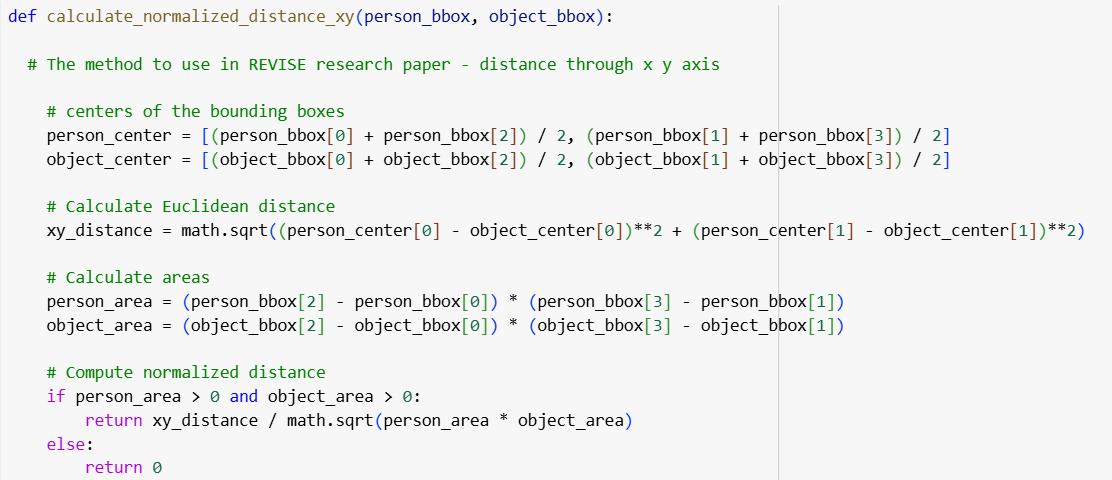 def calculate_normalized_distance_xy(person_bbox, object_bbox):
# The method to use in REVISE research paper - distance through x y axis
# centers of the bounding boxes
person_center = [(person_bbox[0] + person_bbox[2]) / 2, (person_bbox[1] + person_bbox[3]) / 2]
object_center = [(object_bbox[0] + object_bbox[2]) / 2, (object_bbox[1] + object_bbox[3]) / 2]
# Calculate Euclidean distance
xy_distance = math.sqrt((person_center[0] - object_center[0])**2 + (person_center[1] - object_center[1])**2)
# Calculate areas
person_area = (person_bbox[2] - person_bbox[0]) * (person_bbox[3] - person_bbox[1])
object_area = (object_bbox[2] - object_bbox[0]) * (object_bbox[3] - object_bbox[1])
# Compute normalized distance
if person_area > 0 and object_area > 0:
return xy_distance / math.sqrt(person_area * object_area)
else:
return 0